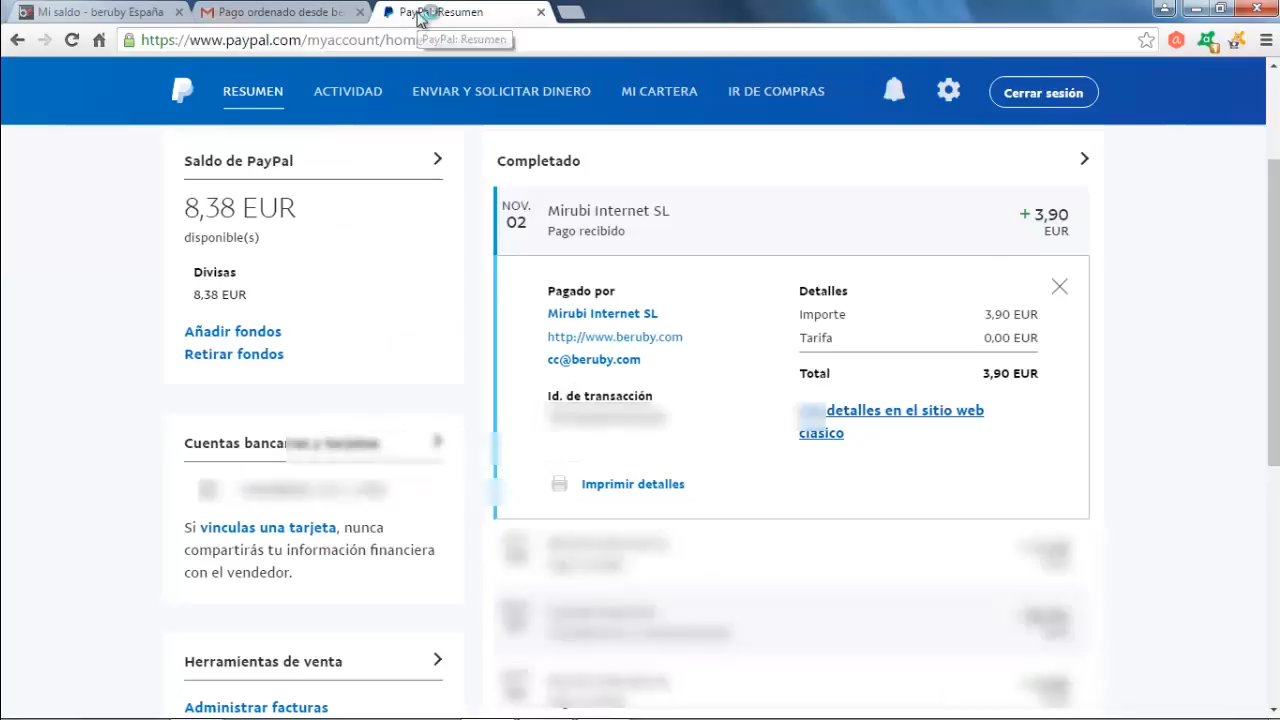 Mi saldo - beruby España
Pago ordenado desde be
PayPal: Resumen
https://www.paypal.com/myaccount/home
PayPal: Resumen
RESUMEN
ACTIVIDAD
ENVIAR Y SOLICITAR DINERO
MI CARTERA
IR DE COMPRAS
Cerrar sesión
Saldo de PayPal
8,38 EUR
disponible(s)
Divisas
8,38 EUR
Añadir fondos
Retirar fondos
Cuentas bancarias y tarjetas
Si vinculas una tarjeta, nunca
compartirás tu información financiera
con el vendedor.
Herramientas de venta
Administrar facturas
Completado
NOV.
02
Mirubi Internet SL
Pago recibido
+ 3,90
EUR
Pagado por
Mirubi Internet SL
http://www.beruby.com
cc@beruby.com
Id. de transacción
Imprimir detalles
Detalles
Importe 3,90 EUR
Tarifa 0,00 EUR
Total 3,90 EUR
detalles en el sitio web
clásico